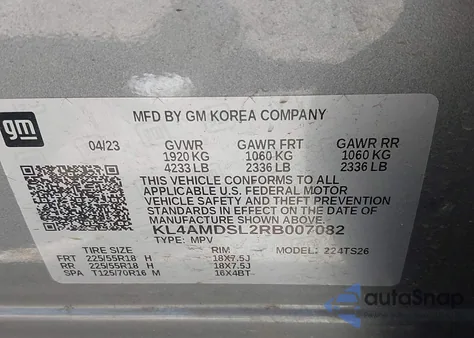 MFD BY GM KOREA COMPANY
gm
04/23 GVWR GAWR FRT GAWR RR
1920 KG 1060 KG 1060 KG
4233 LB 2336 LB 2336 LB
THIS VEHICLE CONFORMS TO ALL
APPLICABLE U.S. FEDERAL MOTOR
VEHICLE SAFETY AND THEFT PREVENTION
STANDARDS IN EFFECT ON THE DATE OF
MANUFACTURE SHOWN ABOVE.
KL4AMDSL2RB007082
TYPE: MPV MODEL: 224TS26
TIRE SIZE RIM
FRT 225/55R18 H 18X7.5J
RR 225/55R18 H 18X7.5J
SPA T125/70R16 M 16X4BT
autoSnap